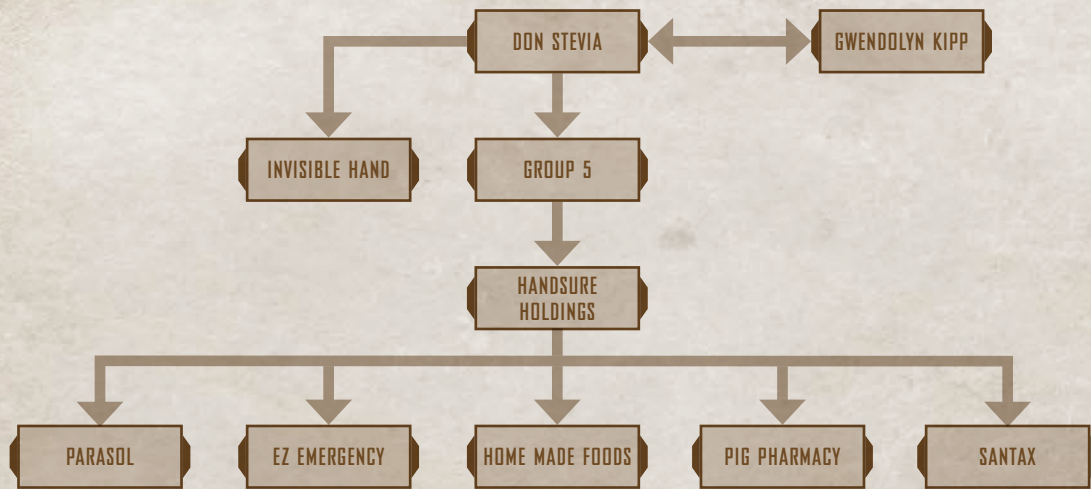 DON STEVIA
GWENDOLYN KIPP
INVISIBLE HAND
GROUP 5
HANDSURE
HOLDINGS
PARASOL
EZ EMERGENCY
HOME MADE FOODS
PIG PHARMACY
SANTAX